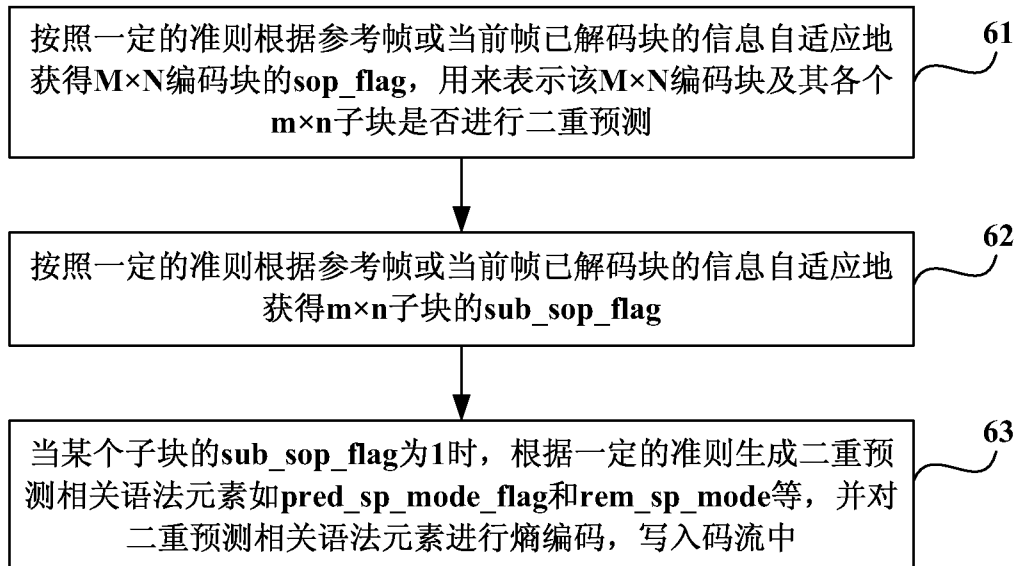 按照一定的准则根据参考帧或当前帧已解码块的信息自适应地
获得M×N编码块的sop_flag，用来表示该M×N编码块及其各个
m×n子块是否进行二重预测
61
按照一定的准则根据参考帧或当前帧已解码块的信息自适应地
获得m×n子块的sub_sop_flag
62
当某个子块的sub_sop_flag为1时，根据一定的准则生成二重预
测相关语法元素如pred_sp_mode_flag和rem_sp_mode等，并对
二重预测相关语法元素进行熵编码，写入码流中
63